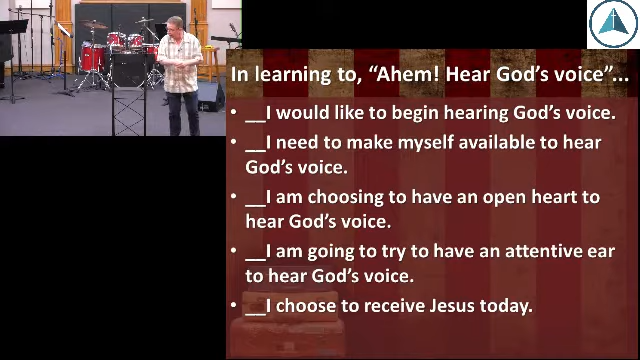 In learning to, “Ahem! Hear God’s voice”...
• __I would like to begin hearing God’s voice.
• __I need to make myself available to hear
God’s voice.
• __I am choosing to have an open heart to
hear God’s voice.
• __I am going to try to have an attentive ear
to hear God’s voice.
• __I choose to receive Jesus today.